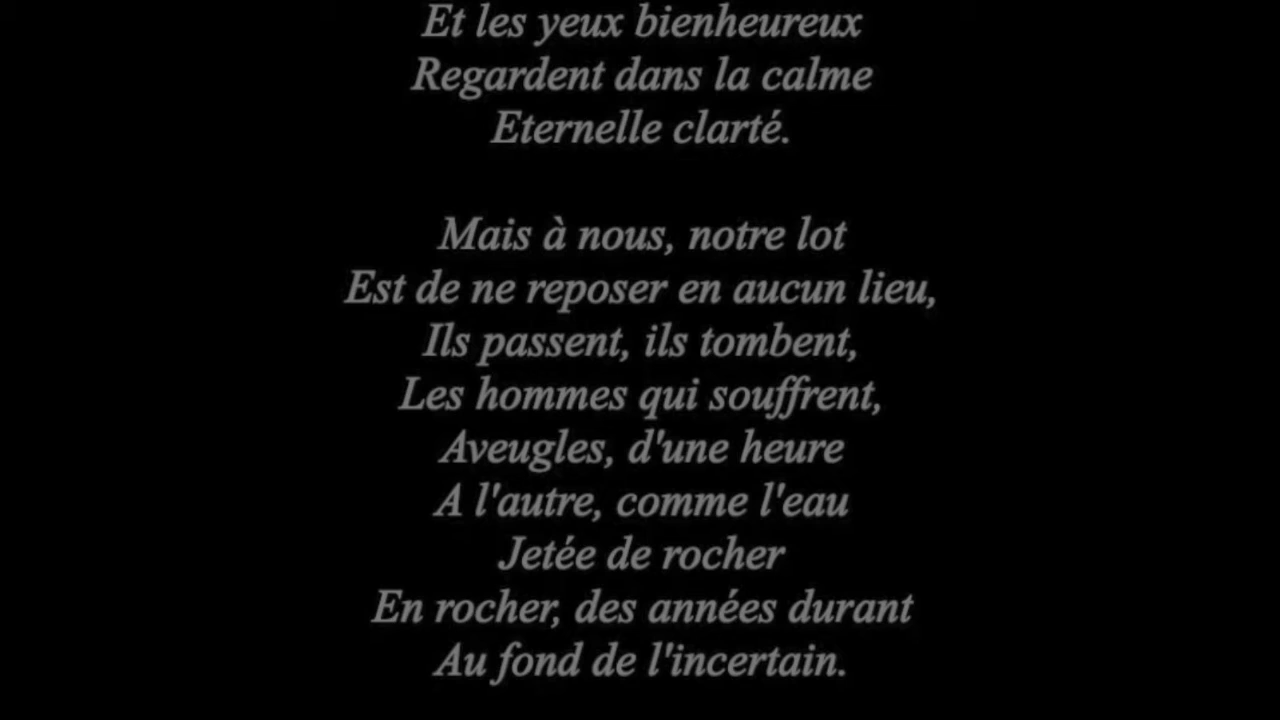 Et les yeux bienheureux
Regardent dans la calme
Eternelle clarté.
Mais à nous, notre lot
Est de ne reposer en aucun lieu,
Ils passent, ils tombent,
Les hommes qui souffrent,
Aveugles, d'une heure
A l'autre, comme l'eau
Jetée de rocher
En rocher, des années durant
Au fond de l'incertain.